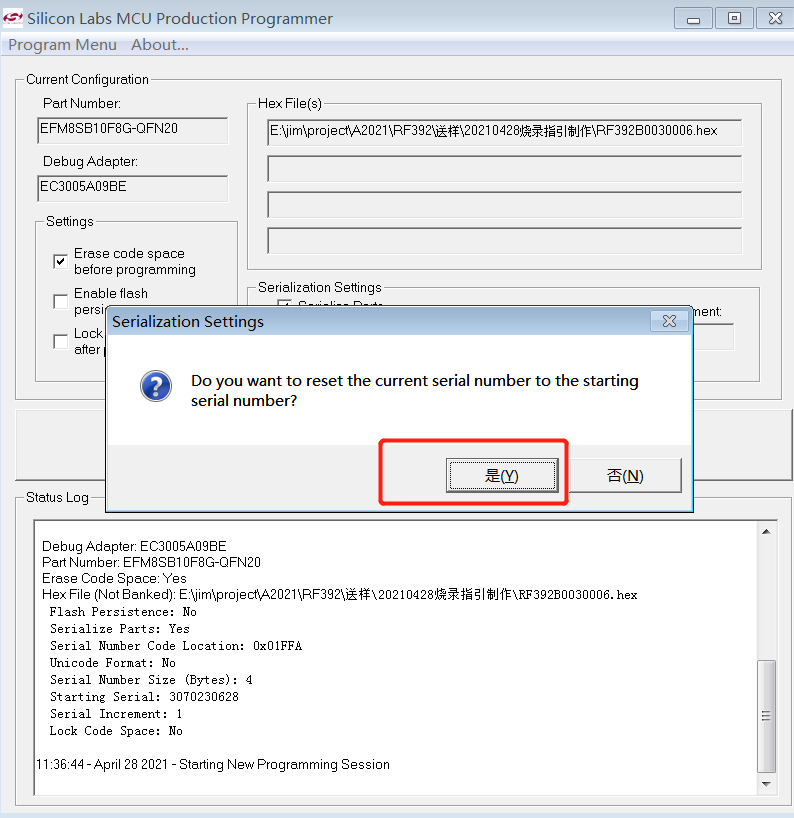 Silicon Labs MCU Production Programmer
Program Menu About...
Current Configuration
Part Number:
EFM8SB10F8G-QFN20
Debug Adapter:
EC3005A09BE
Hex File(s)
E:\jim\project\A2021\RF392\送样\20210428烧录指引制作\RF392B0030006.hex
Settings
Erase code space
before programming
Enable flash
Lock
after
Serialization Settings
Serialize Parts
Serialization Settings
Do you want to reset the current serial number to the starting
serial number?
是(Y)
否(N)
Status Log
Debug Adapter: EC3005A09BE
Part Number: EFM8SB10F8G-QFN20
Erase Code Space: Yes
Hex File (Not Banked): E:\jim\project\A2021\RF392\送样\20210428烧录指引制作\RF392B0030006.hex
Flash Persistence: No
Serialize Parts: Yes
Serial Number Code Location: 0x01FFA
Unicode Format: No
Serial Number Size (Bytes): 4
Starting Serial: 3070230628
Serial Increment: 1
Lock Code Space: No
11:36:44 - April 28 2021 - Starting New Programming Session